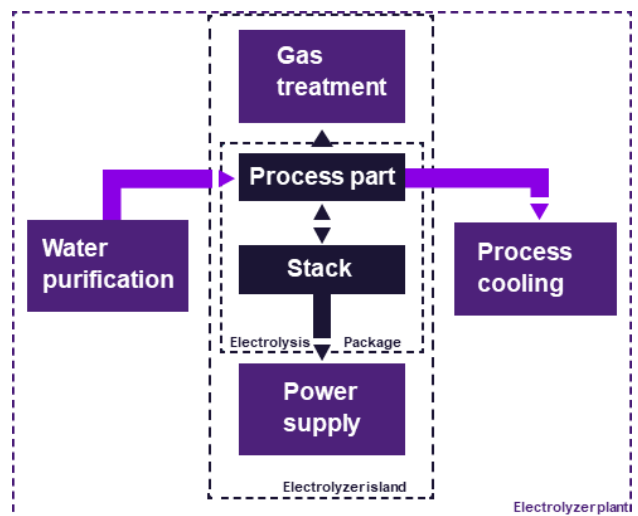 Gas
treatment
Process part
Water
purification
Stack
Process
cooling
Electrolysis Package
Power
supply
Electrolyzer island
Electrolyzer plant